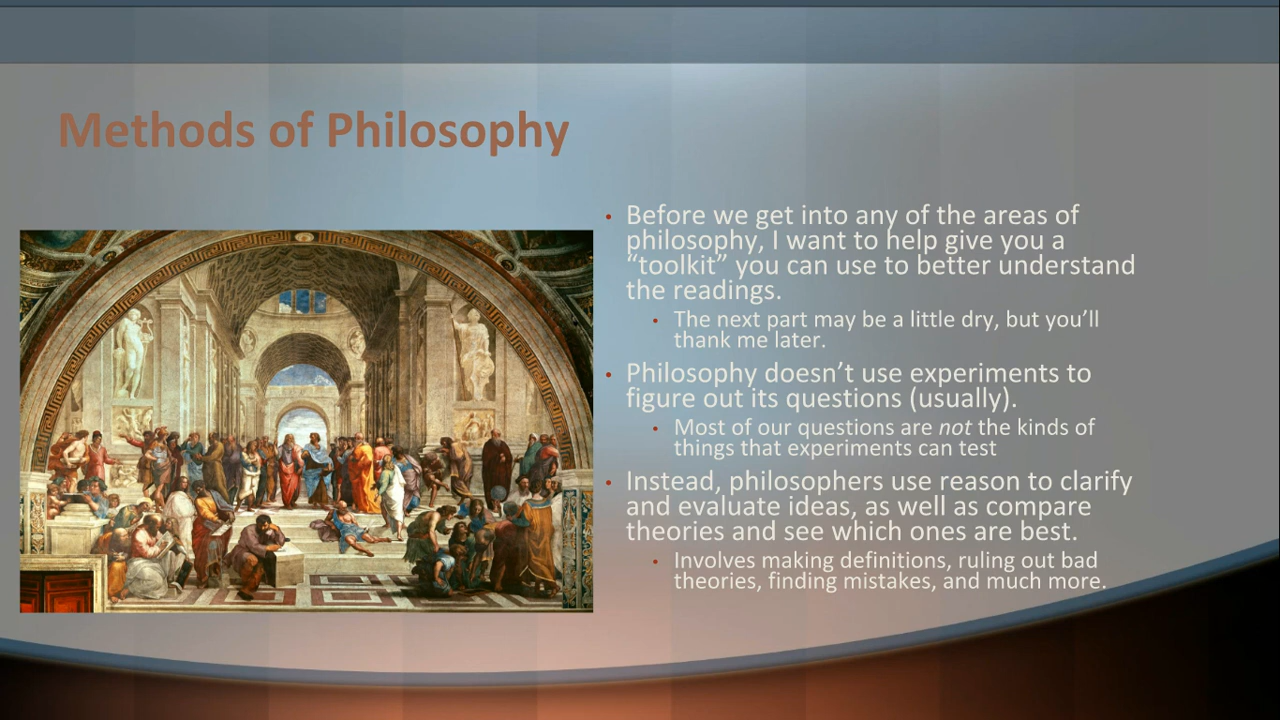 Methods of Philosophy
• Before we get into any of the areas of
philosophy, I want to help give you a
“toolkit” you can use to better understand
the readings.
• The next part may be a little dry, but you’ll
thank me later.
• Philosophy doesn’t use experiments to
figure out its questions (usually).
• Most of our questions are not the kinds of
things that experiments can test
• Instead, philosophers use reason to clarify
and evaluate ideas, as well as compare
theories and see which ones are best.
• Involves making definitions, ruling out bad
theories, finding mistakes, and much more.